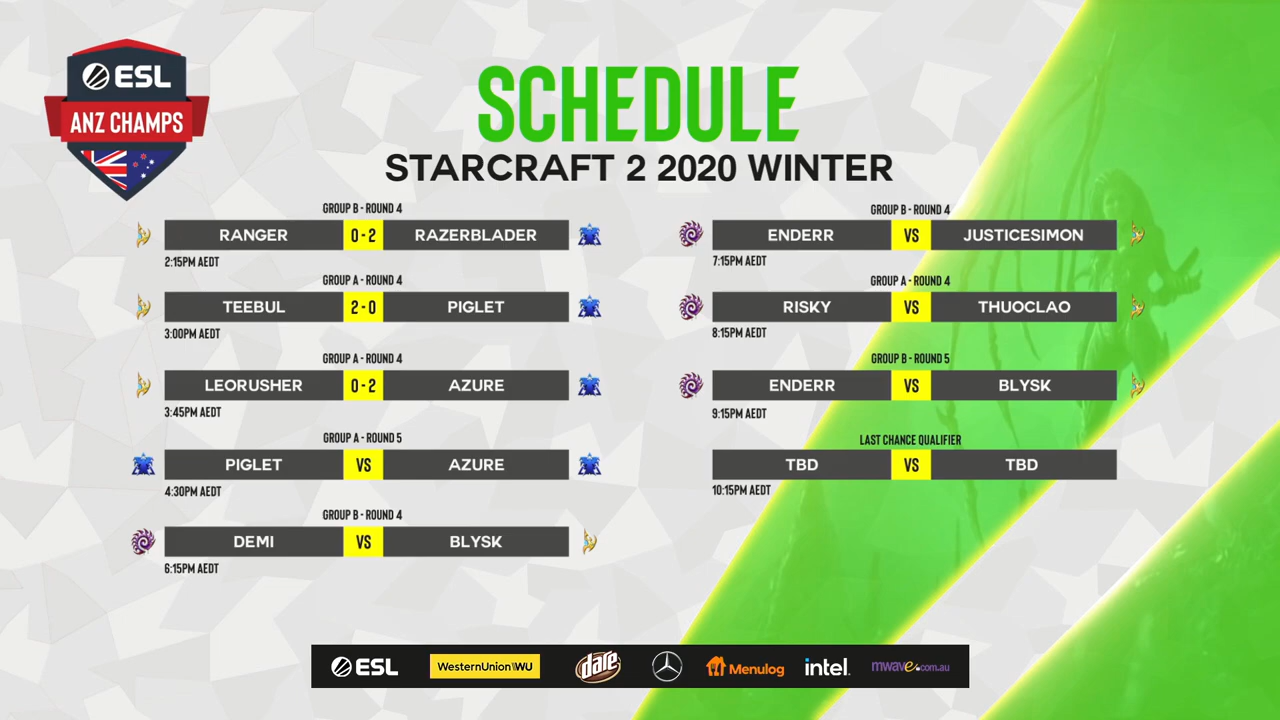 ESL
ANZ CHAMPS
SCHEDULE
STARCRAFT 2 2020 WINTER
GROUP B - ROUND 4
RANGER 0 - 2 RAZERBLADER
2:15PM AEDT
GROUP A - ROUND 4
TEEBUL 2 - 0 PIGLET
3:00PM AEDT
GROUP A - ROUND 4
LEORUSHER 0 - 2 AZURE
3:45PM AEDT
GROUP A - ROUND 5
PIGLET VS AZURE
4:30PM AEDT
GROUP B - ROUND 4
DEMI VS BLYSK
6:15PM AEDT
GROUP B - ROUND 4
ENDERR VS JUSTICESIMON
7:15PM AEDT
GROUP A - ROUND 4
RISKY VS THUOCLAO
8:15PM AEDT
GROUP B - ROUND 5
ENDERR VS BLYSK
9:15PM AEDT
LAST CHANCE QUALIFIER
TBD VS TBD
10:15PM AEDT
ESL WesternUnion WU dare Menulog intel. mwave.com.au